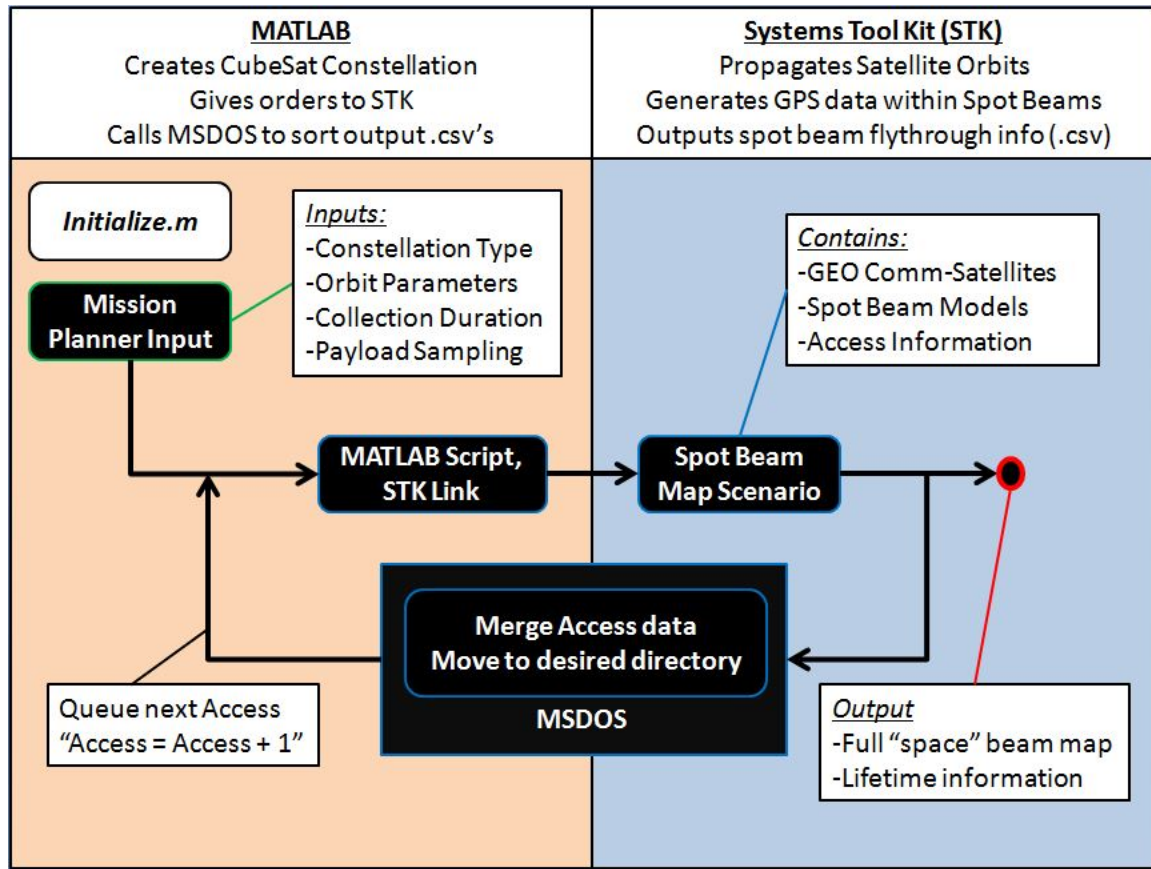 MATLAB
Creates CubeSat Constellation
Gives orders to STK
Calls MSDOS to sort output .csv's
Systems Tool Kit (STK)
Propagates Satellite Orbits
Generates GPS data within Spot Beams
Outputs spot beam flythrough info (.csv)
Initialize.m
Mission
Planner Input
Inputs:
-Constellation Type
-Orbit Parameters
-Collection Duration
-Payload Sampling
Contains:
-GEO Comm-Satellites
-Spot Beam Models
-Access Information
MATLAB Script,
STK Link
Spot Beam
Map Scenario
Merge Access data
Move to desired directory
MSDOS
Queue next Access
“Access = Access + 1”
Output
-Full “space” beam map
-Lifetime information